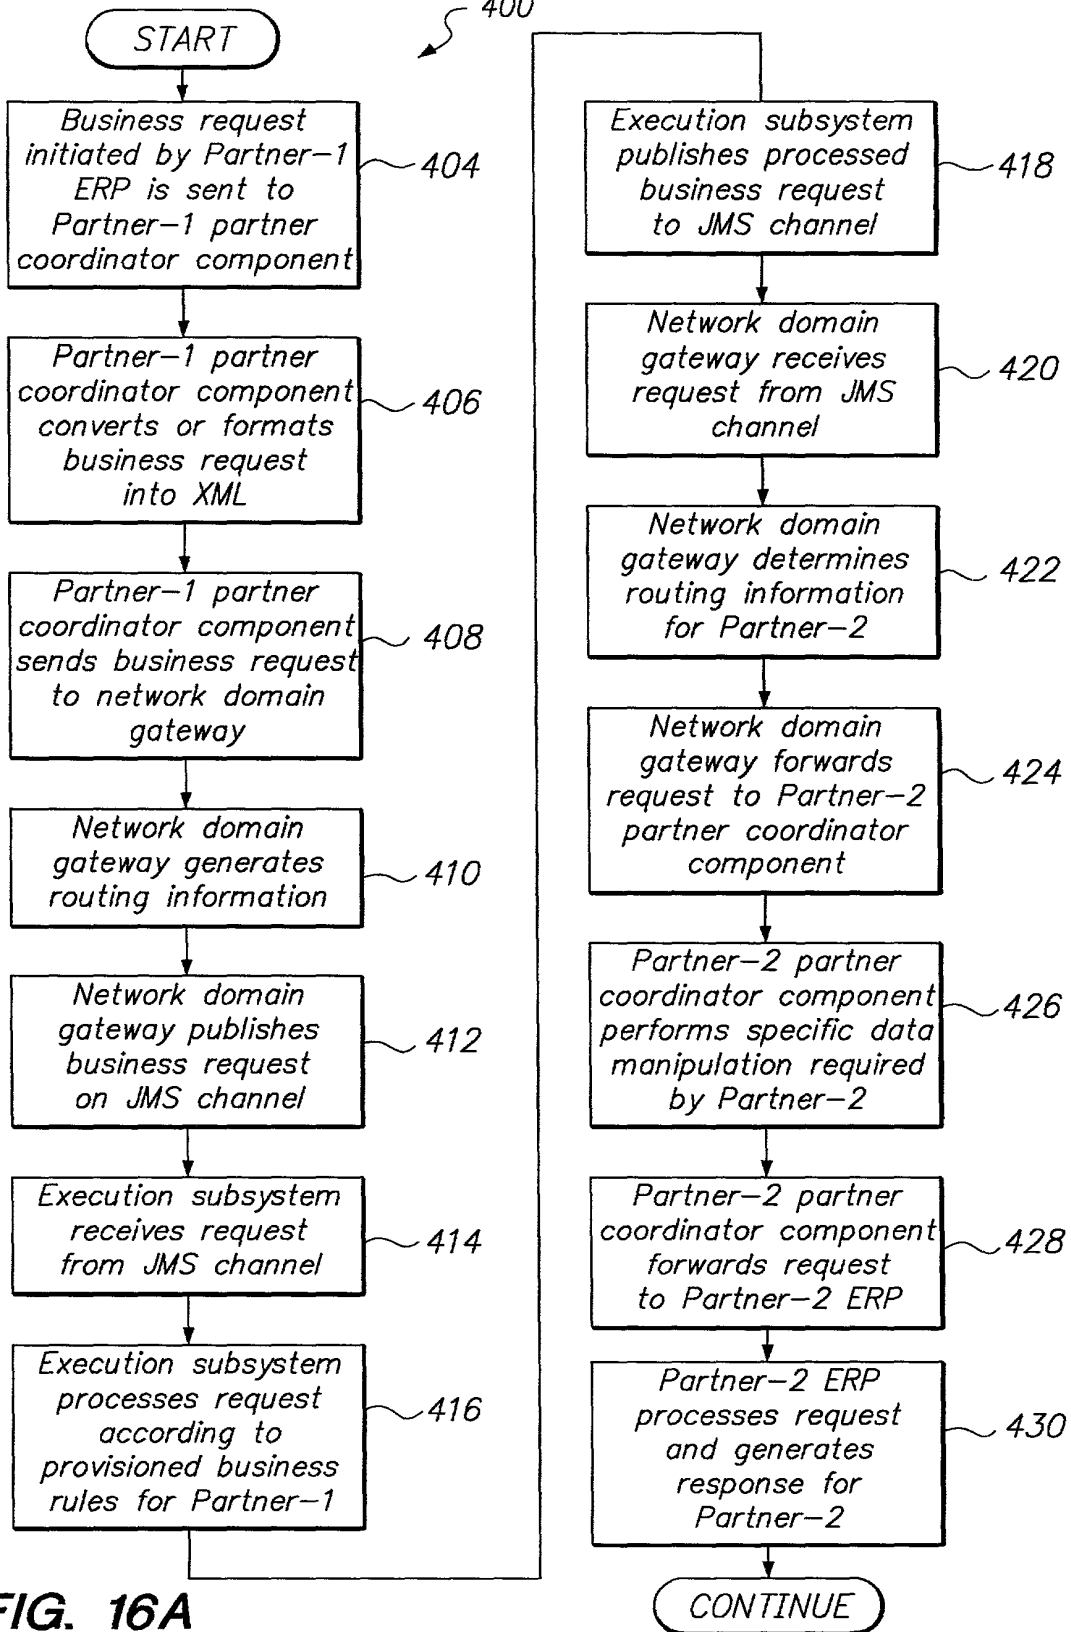 400
START
Business request
initiated by Partner-1
ERP is sent to
Partner-1 partner
coordinator component
404
Partner-1 partner
coordinator component
converts or formats
business request
into XML
406
Partner-1 partner
coordinator component
sends business request
to network domain
gateway
408
Network domain
gateway generates
routing information
410
Network domain
gateway publishes
business request
on JMS channel
412
Execution subsystem
receives request
from JMS channel
414
Execution subsystem
processes request
according to
provisioned business
rules for Partner-1
416
Execution subsystem
publishes processed
business request
to JMS channel
418
Network domain
gateway receives
request from JMS
channel
420
Network domain
gateway determines
routing information
for Partner-2
422
Network domain
gateway forwards
request to Partner-2
partner coordinator
component
424
Partner-2 partner
coordinator component
performs specific data
manipulation required
by Partner-2
426
Partner-2 partner
coordinator component
forwards request
to Partner-2 ERP
428
Partner-2 ERP
processes request
and generates
response for
Partner-2
430
CONTINUE
FIG. 16A